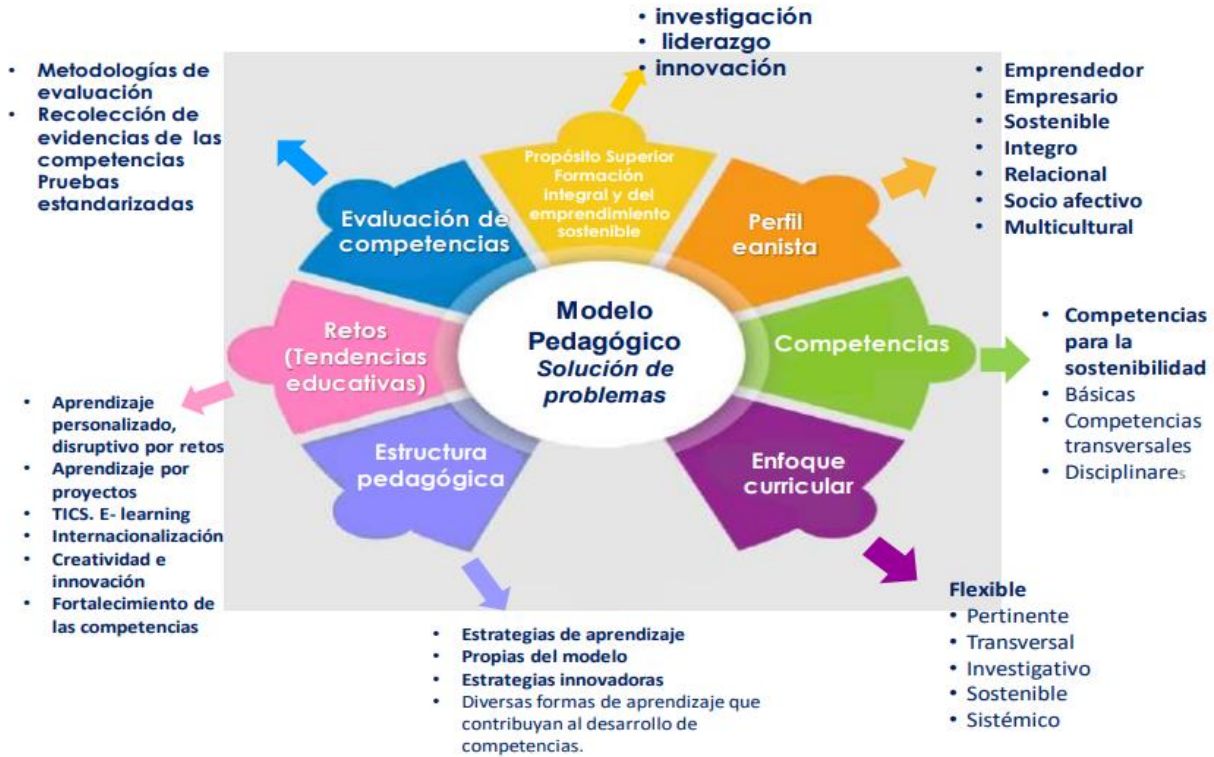 • investigación
• liderazgo
• innovación
• Metodologías de
evaluación
• Recolección de
evidencias de las
competencias
Pruebas
estandarizadas
• Emprendedor
• Empresario
• Sostenible
• Integro
• Relacional
• Socio afectivo
• Multicultural
Propósito Superior
Formación
integral y del
emprendimiento
sostenible
Evaluación de
competencias
Perfil
eanista
Retos
(Tendencias
educativas)
Modelo
Pedagógico
Solución de
problemas
Competencias
• Competencias
para la
sostenibilidad
• Básicas
• Competencias
transversales
• Disciplinares
Estructura
pedagógica
Enfoque
curricular
• Aprendizaje
personalizado,
disruptivo por retos
• Aprendizaje por
proyectos
• TICS. E- learning
• Internacionalización
• Creatividad e
innovación
• Fortalecimiento de
las competencias
• Estrategias de aprendizaje
• Propias del modelo
• Estrategias innovadoras
• Diversas formas de aprendizaje que
contribuyan al desarrollo de
competencias.
Flexible
• Pertinente
• Transversal
• Investigativo
• Sostenible
• Sistémico